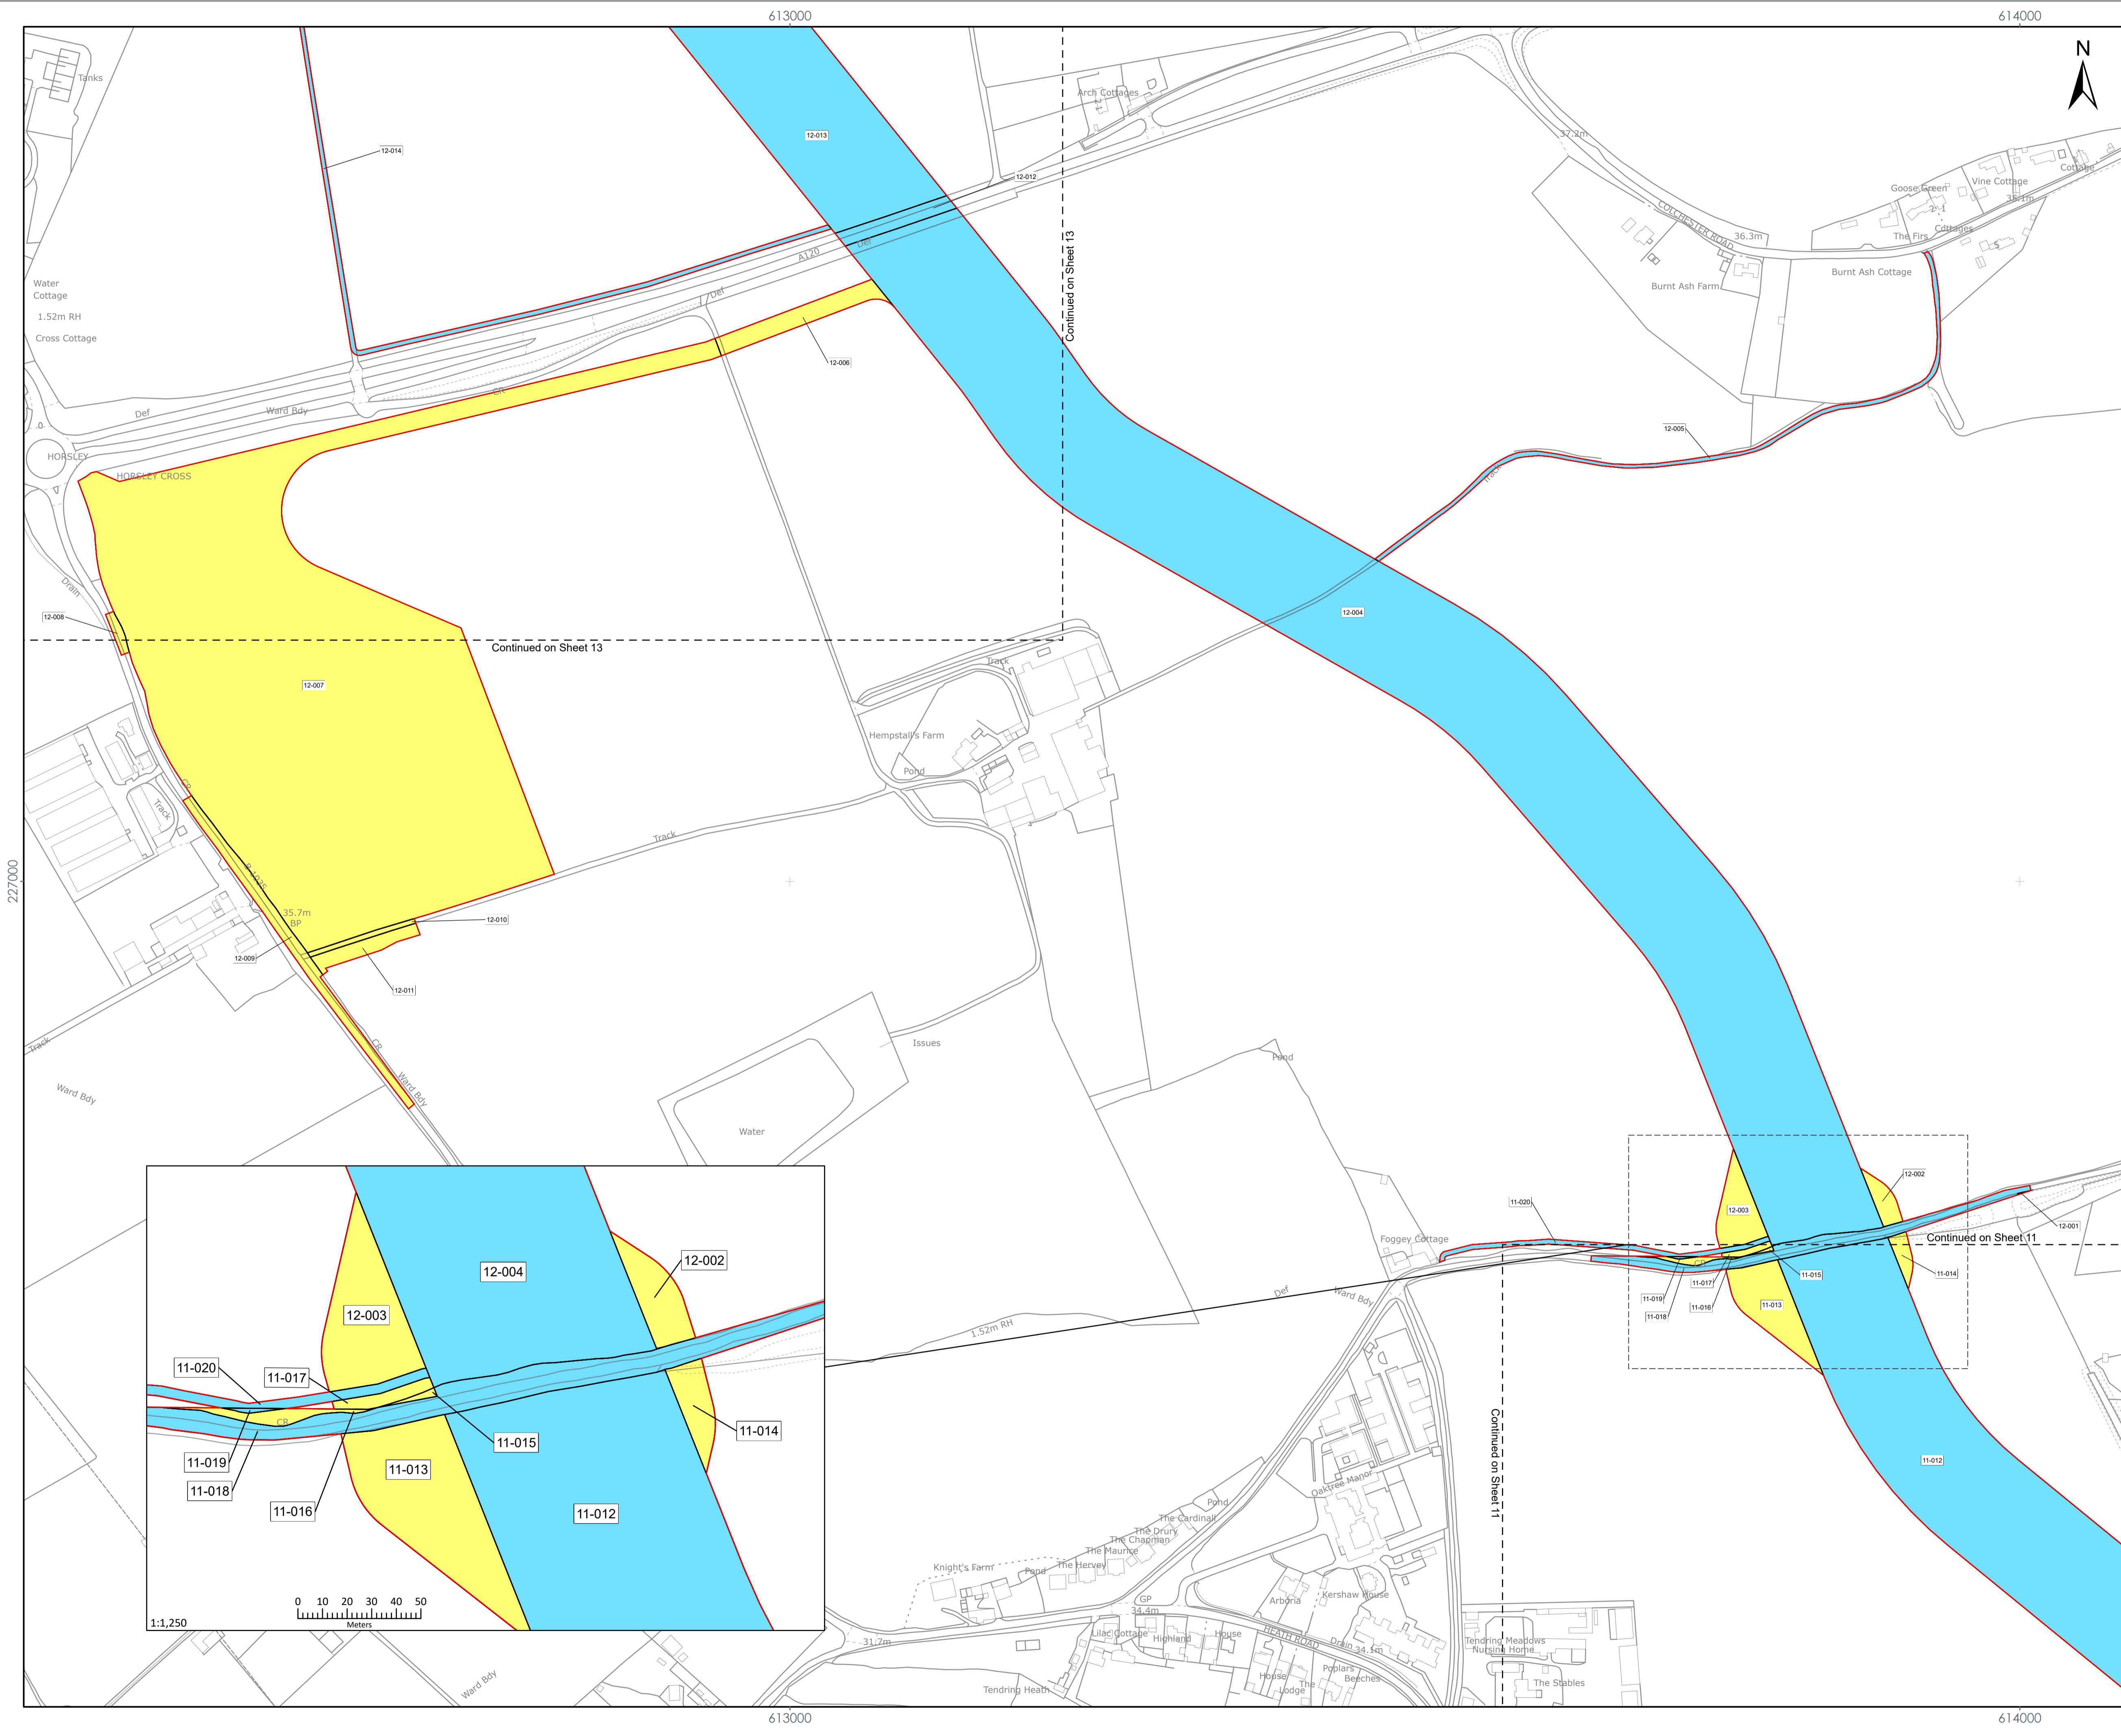 613000
614000
N
Tanks
Arch Cottages
12-013
37.2m
12-014
Cottage
12-012
Vine Cottage
Goose Green
COLCHESTER ROAD
36.3m
The Firs
Cottages
A120
Def
Continued on Sheet 13
Water
Cottage
Burnt Ash Cottage
Burnt Ash Farm
Def
1.52m RH
Cross Cottage
12-006
CR
Def
Ward Bdy
12-005
HORSLEY
HORSLEY CROSS
Track
Drain
12-008
12-004
Continued on Sheet 13
Track
12-007
Hempstall's Farm
Pond
CR
Track
Track
227000
35.7m
BP
12-010
12-009
12-011
CR
Track
Issues
Pond
Ward Bdy
Ward Bdy
Water
12-002
11-020
12-003
12-001
Foggey Cottage
Continued on Sheet 11
CR
11-014
11-015
11-017
Def
Ward Bdy
11-019
11-016
11-013
11-018
1.52m RH
12-004
12-002
12-003
11-020
11-017
CR
11-014
11-015
11-019
11-013
11-018
11-016
11-012
0 10 20 30 40 50
Meters
1:1,250
Continued on Sheet 11
11-012
Oaktree Manor
Pond
The Cardinall
The Drury
The Chapman
The Maurice
The Hervey
Knight's Farm
Pond
Kershaw House
Arboria
GP
34.4m
Lilac Cottage
Highland
House
HEATH ROAD
Drain
34.1m
31.7m
Tendring Meadows
Nursing Home
Poplars
Beeches
House
The
Lodge
The Stables
Tendring Heath
Ward Bdy
613000
614000